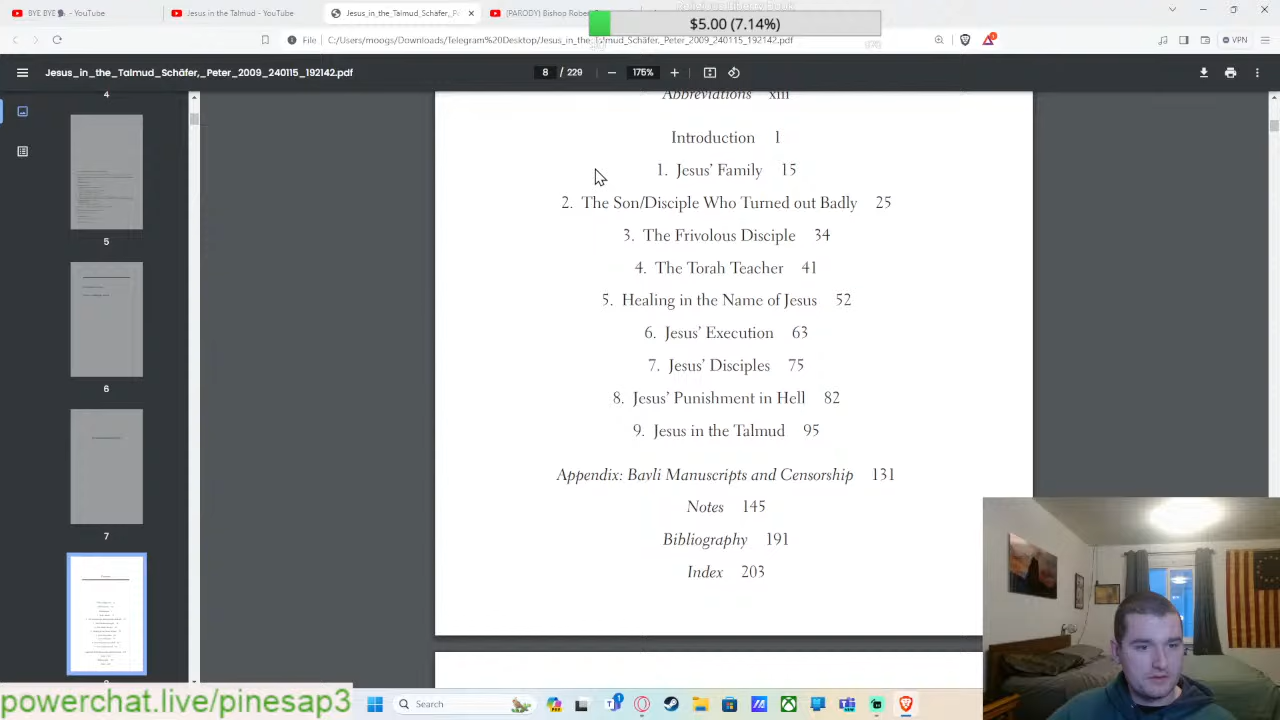 BYE BYE
Jesus in the Talmud - YouTube
Jesus_in_the_Talmud_Schäfer,_P
(PARODY) Bishop Rober
$5.00 (7.14%)
File
C:/Users/moogs/Downloads/Telegram%20Desktop/Jesus_in_the_Talmud_Schäfer,_Peter_2009_240115_192142.pdf
VPN
Jesus_in_the_Talmud_Schäfer,_Peter_2009_240115_192142.pdf
8 / 229
175%
4
5
6
7
Abbreviations xiii
Introduction 1
1. Jesus' Family 15
2. The Son/Disciple Who Turned out Badly 25
3. The Frivolous Disciple 34
4. The Torah Teacher 41
5. Healing in the Name of Jesus 52
6. Jesus' Execution 63
7. Jesus' Disciples 75
8. Jesus' Punishment in Hell 82
9. Jesus in the Talmud 95
Appendix: Bavli Manuscripts and Censorship 131
Notes 145
Bibliography 191
Index 203
powerchat.live/pinesap3
Search